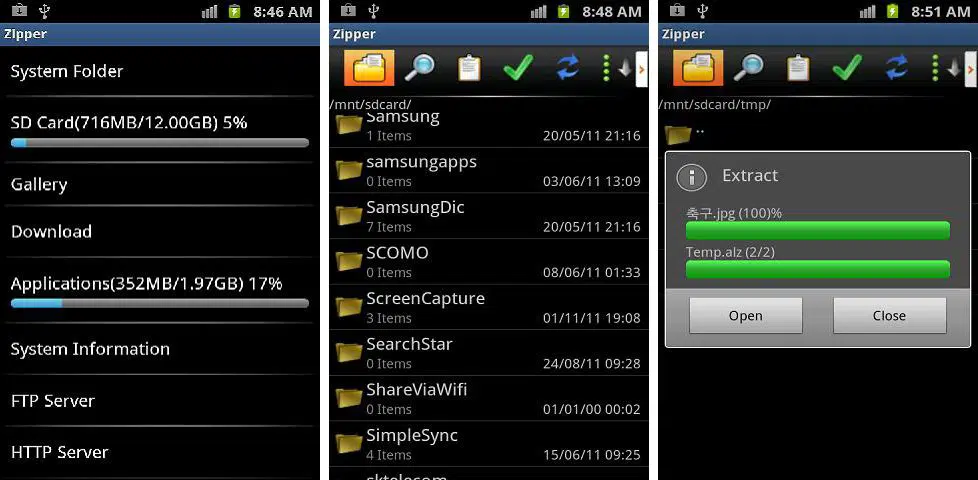 8:46 AM
Zipper
System Folder
SD Card(716MB/12.00GB) 5%
Gallery
Download
Applications(352MB/1.97GB) 17%
System Information
FTP Server
HTTP Server
8:48 AM
Zipper
/mnt/sdcard/
Samsung
1 Items 20/05/11 21:16
samsungapps
0 Items 03/06/11 13:09
SamsungDic
7 Items 20/05/11 21:16
SCOMO
0 Items 08/06/11 01:33
ScreenCapture
3 Items 01/11/11 19:08
SearchStar
0 Items 24/08/11 09:28
ShareViaWifi
0 Items 01/01/00 00:02
SimpleSync
4 Items 15/06/11 09:25
sktelecom
8:51 AM
Zipper
/mnt/sdcard/tmp/
..
Extract
축구.jpg (100)%
Temp.alz (2/2)
Open Close